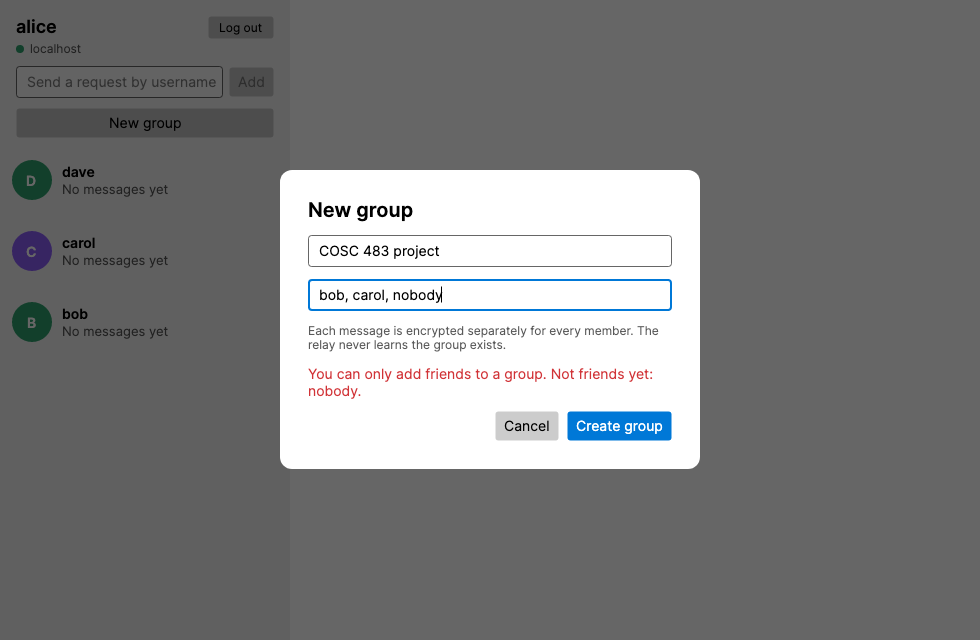 alice
Log out
localhost
Send a request by username
Add
New group
D
dave
No messages yet
C
carol
No messages yet
B
bob
No messages yet
New group
COSC 483 project
bob, carol, nobody
Each message is encrypted separately for every member. The
relay never learns the group exists.
You can only add friends to a group. Not friends yet:
nobody.
Cancel
Create group